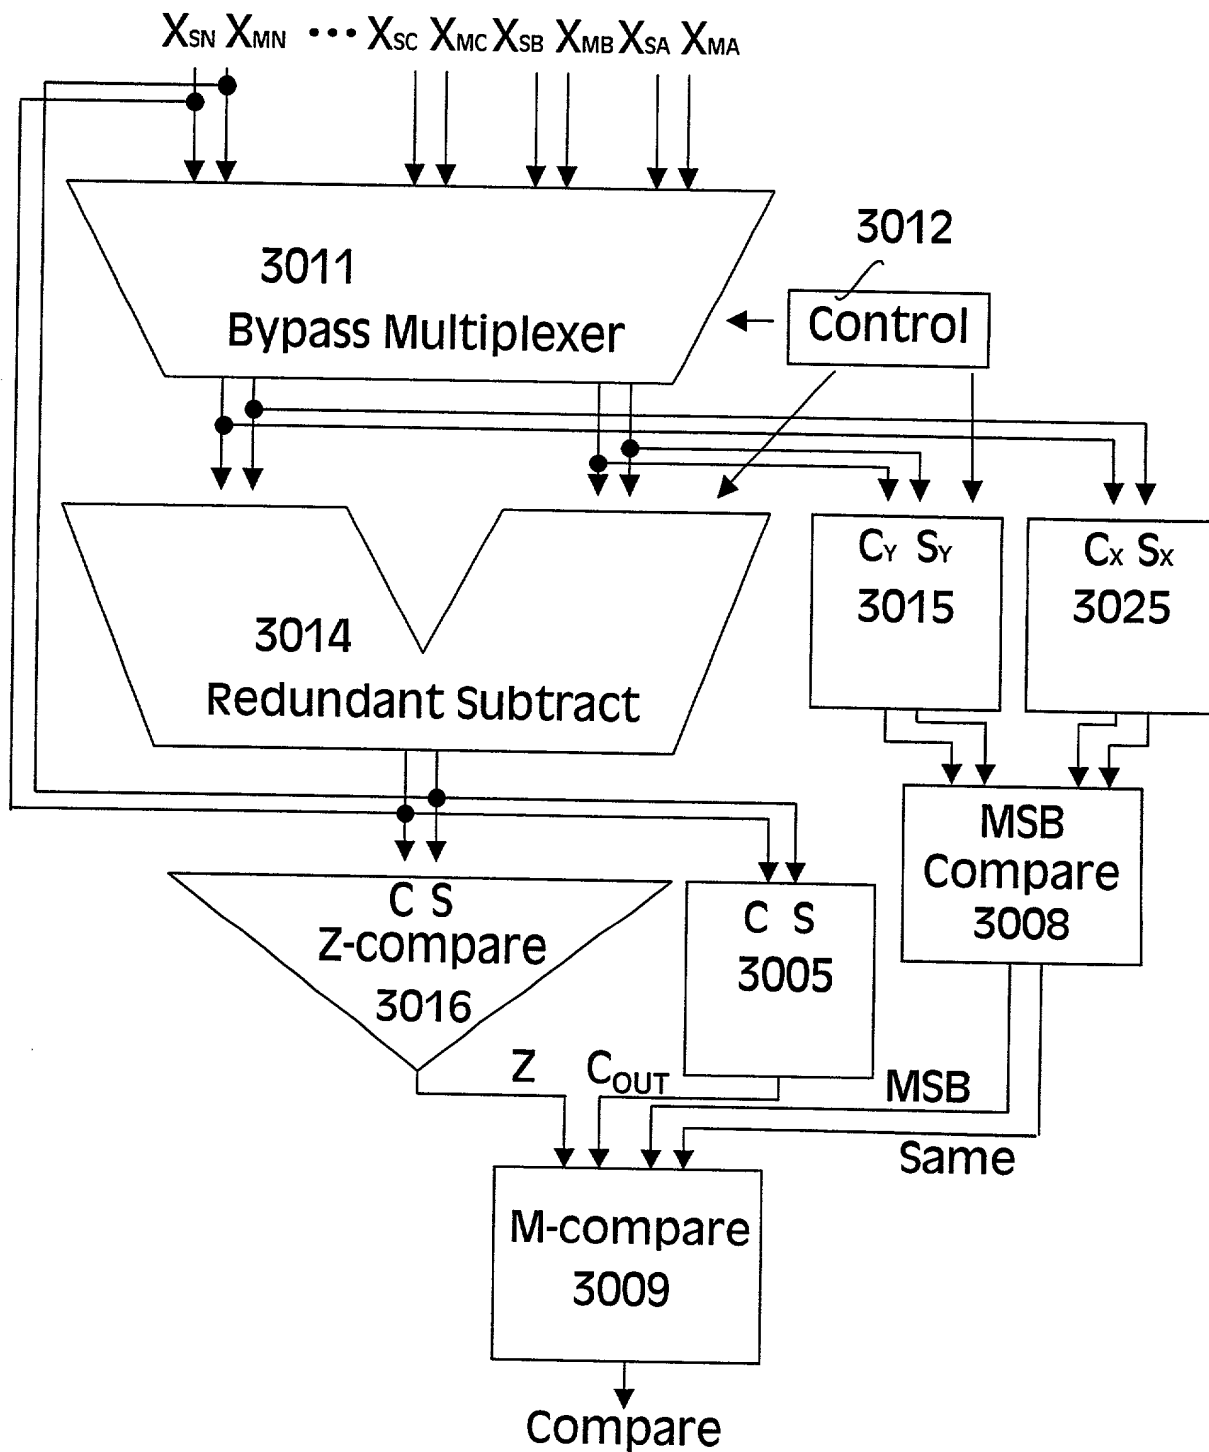 XSN XMN ••• XSC XMC XSB XMB XSA XMA
3012
3011
Bypass Multiplexer
Control
CY SY
3015
CX SX
3025
3014
Redundant Subtract
MSB
Compare
3008
C S
Z-compare
3016
C S
3005
Z
COUT
MSB
Same
M-compare
3009
Compare